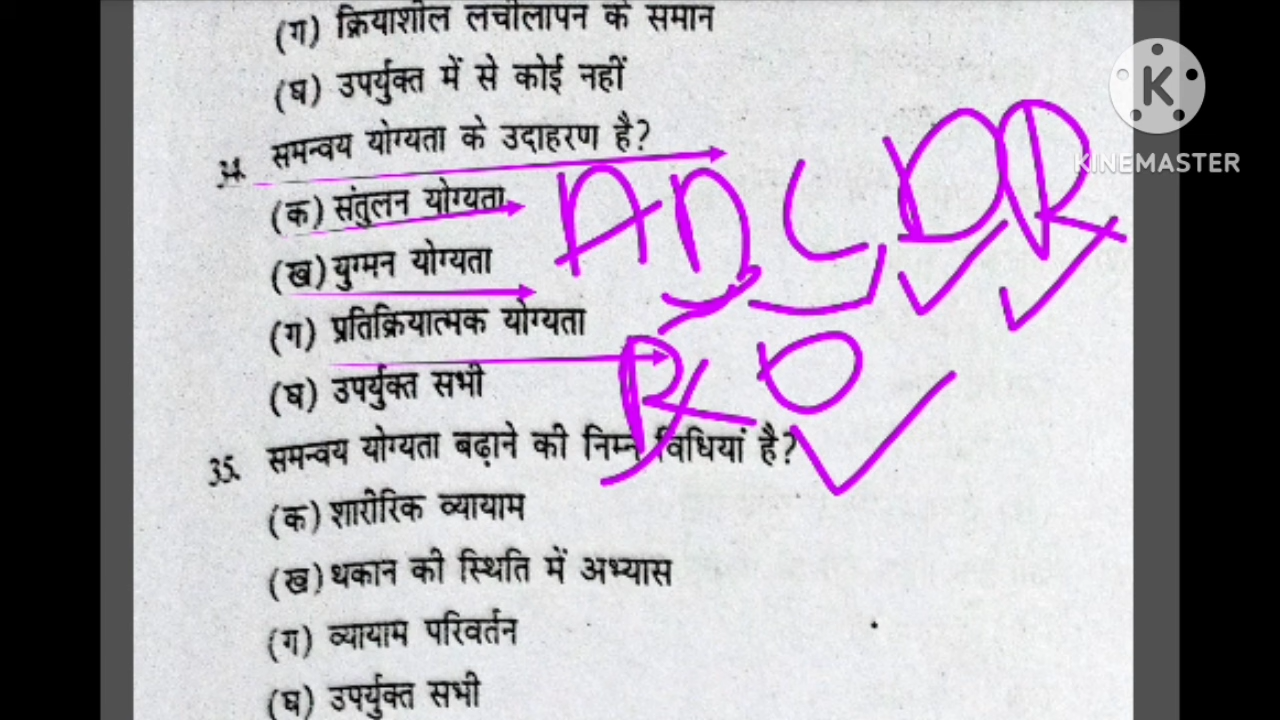 (ग) क्रियाशील लचीलापन के समान
(घ) उपर्युक्त में से कोई नहीं
34. समन्वय योग्यता के उदाहरण है?
(क) संतुलन योग्यता
(ख) युग्मन योग्यता
(ग) प्रतिक्रियात्मक योग्यता
(घ) उपर्युक्त सभी
35. समन्वय योग्यता बढ़ाने की निम्न विधियां है?
(क) शारीरिक व्यायाम
(ख) थकान की स्थिति में अभ्यास
(ग) व्यायाम परिवर्तन
(घ) उपर्युक्त सभी
K
KINEMASTER